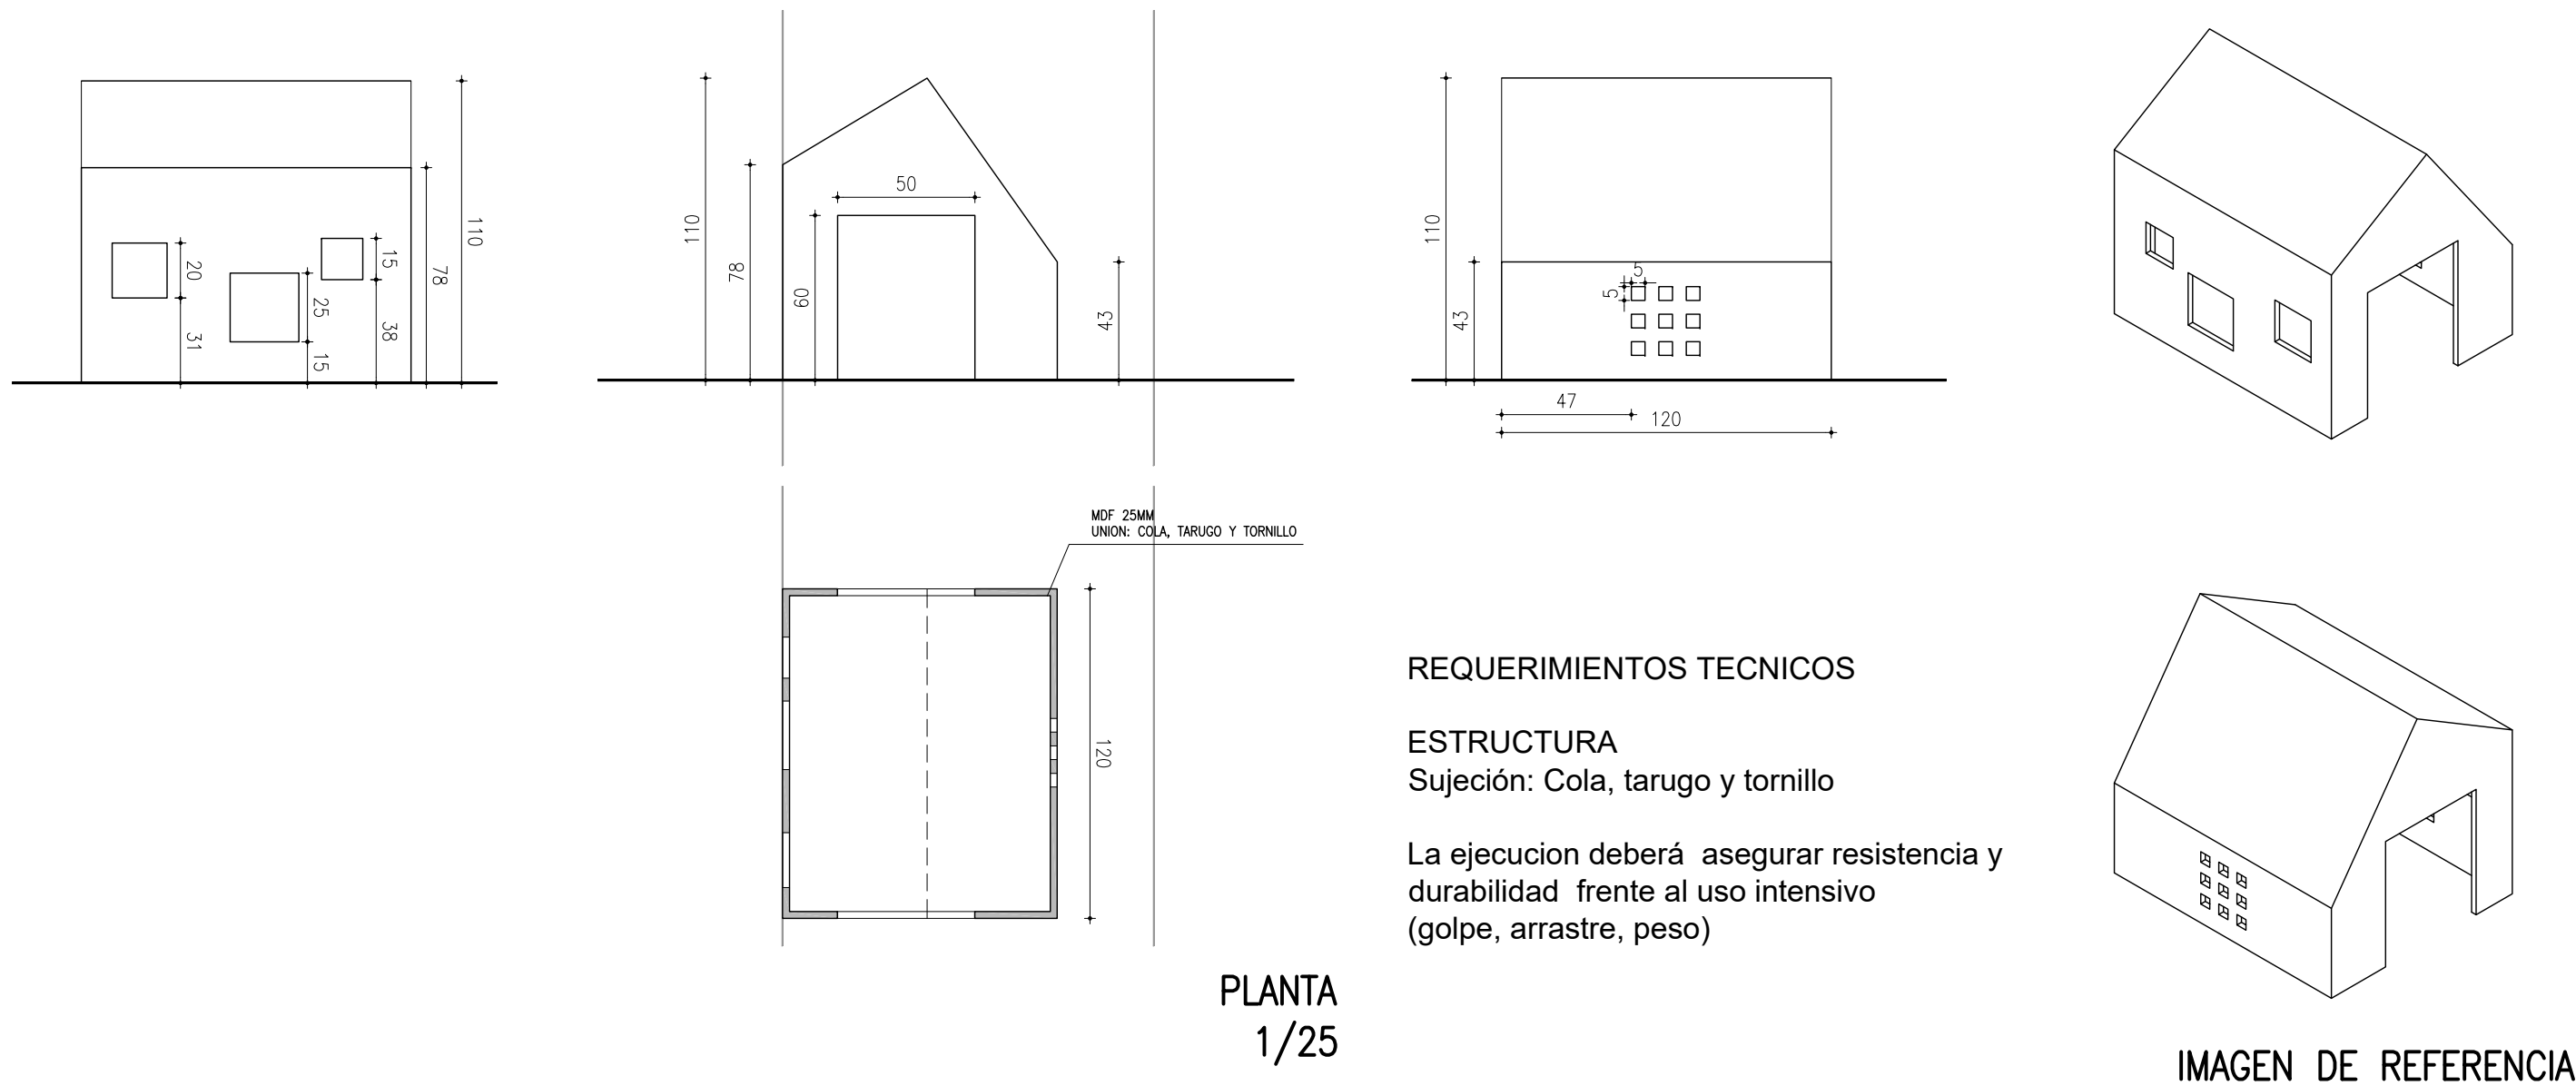 110
78
20
31
25
15
15
38
110
78
60
50
43
110
43
5
5
47
120
MDF 25MM
UNION: COLA, TARUGO Y TORNILLO
120
REQUERIMIENTOS TECNICOS
ESTRUCTURA
Sujeción: Cola, tarugo y tornillo
La ejecucion deberá asegurar resistencia y
durabilidad frente al uso intensivo
(golpe, arrastre, peso)
PLANTA
1/25
IMAGEN DE REFERENCIA